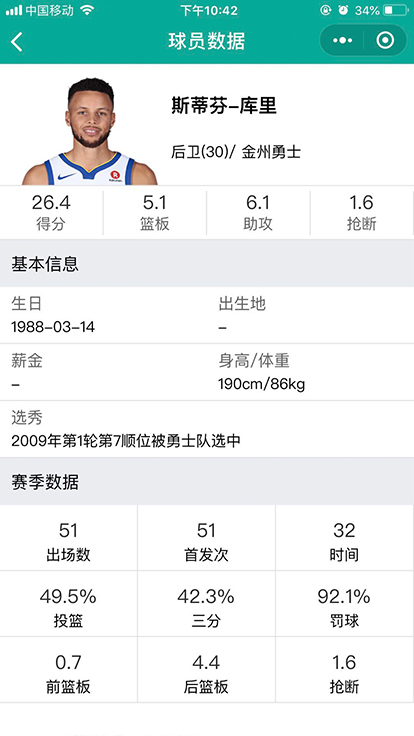 中国移动 下午10:42 34%
球员数据
斯蒂芬-库里
后卫(30)/ 金州勇士
26.4 5.1 6.1 1.6
得分 篮板 助攻 抢断
基本信息
生日 出生地
1988-03-14 -
薪金 身高/体重
- 190cm/86kg
选秀
2009年第1轮第7顺位被勇士队选中
赛季数据
51 51 32
出场数 首发次 时间
49.5% 42.3% 92.1%
投篮 三分 罚球
0.7 4.4 1.6
前篮板 后篮板 抢断